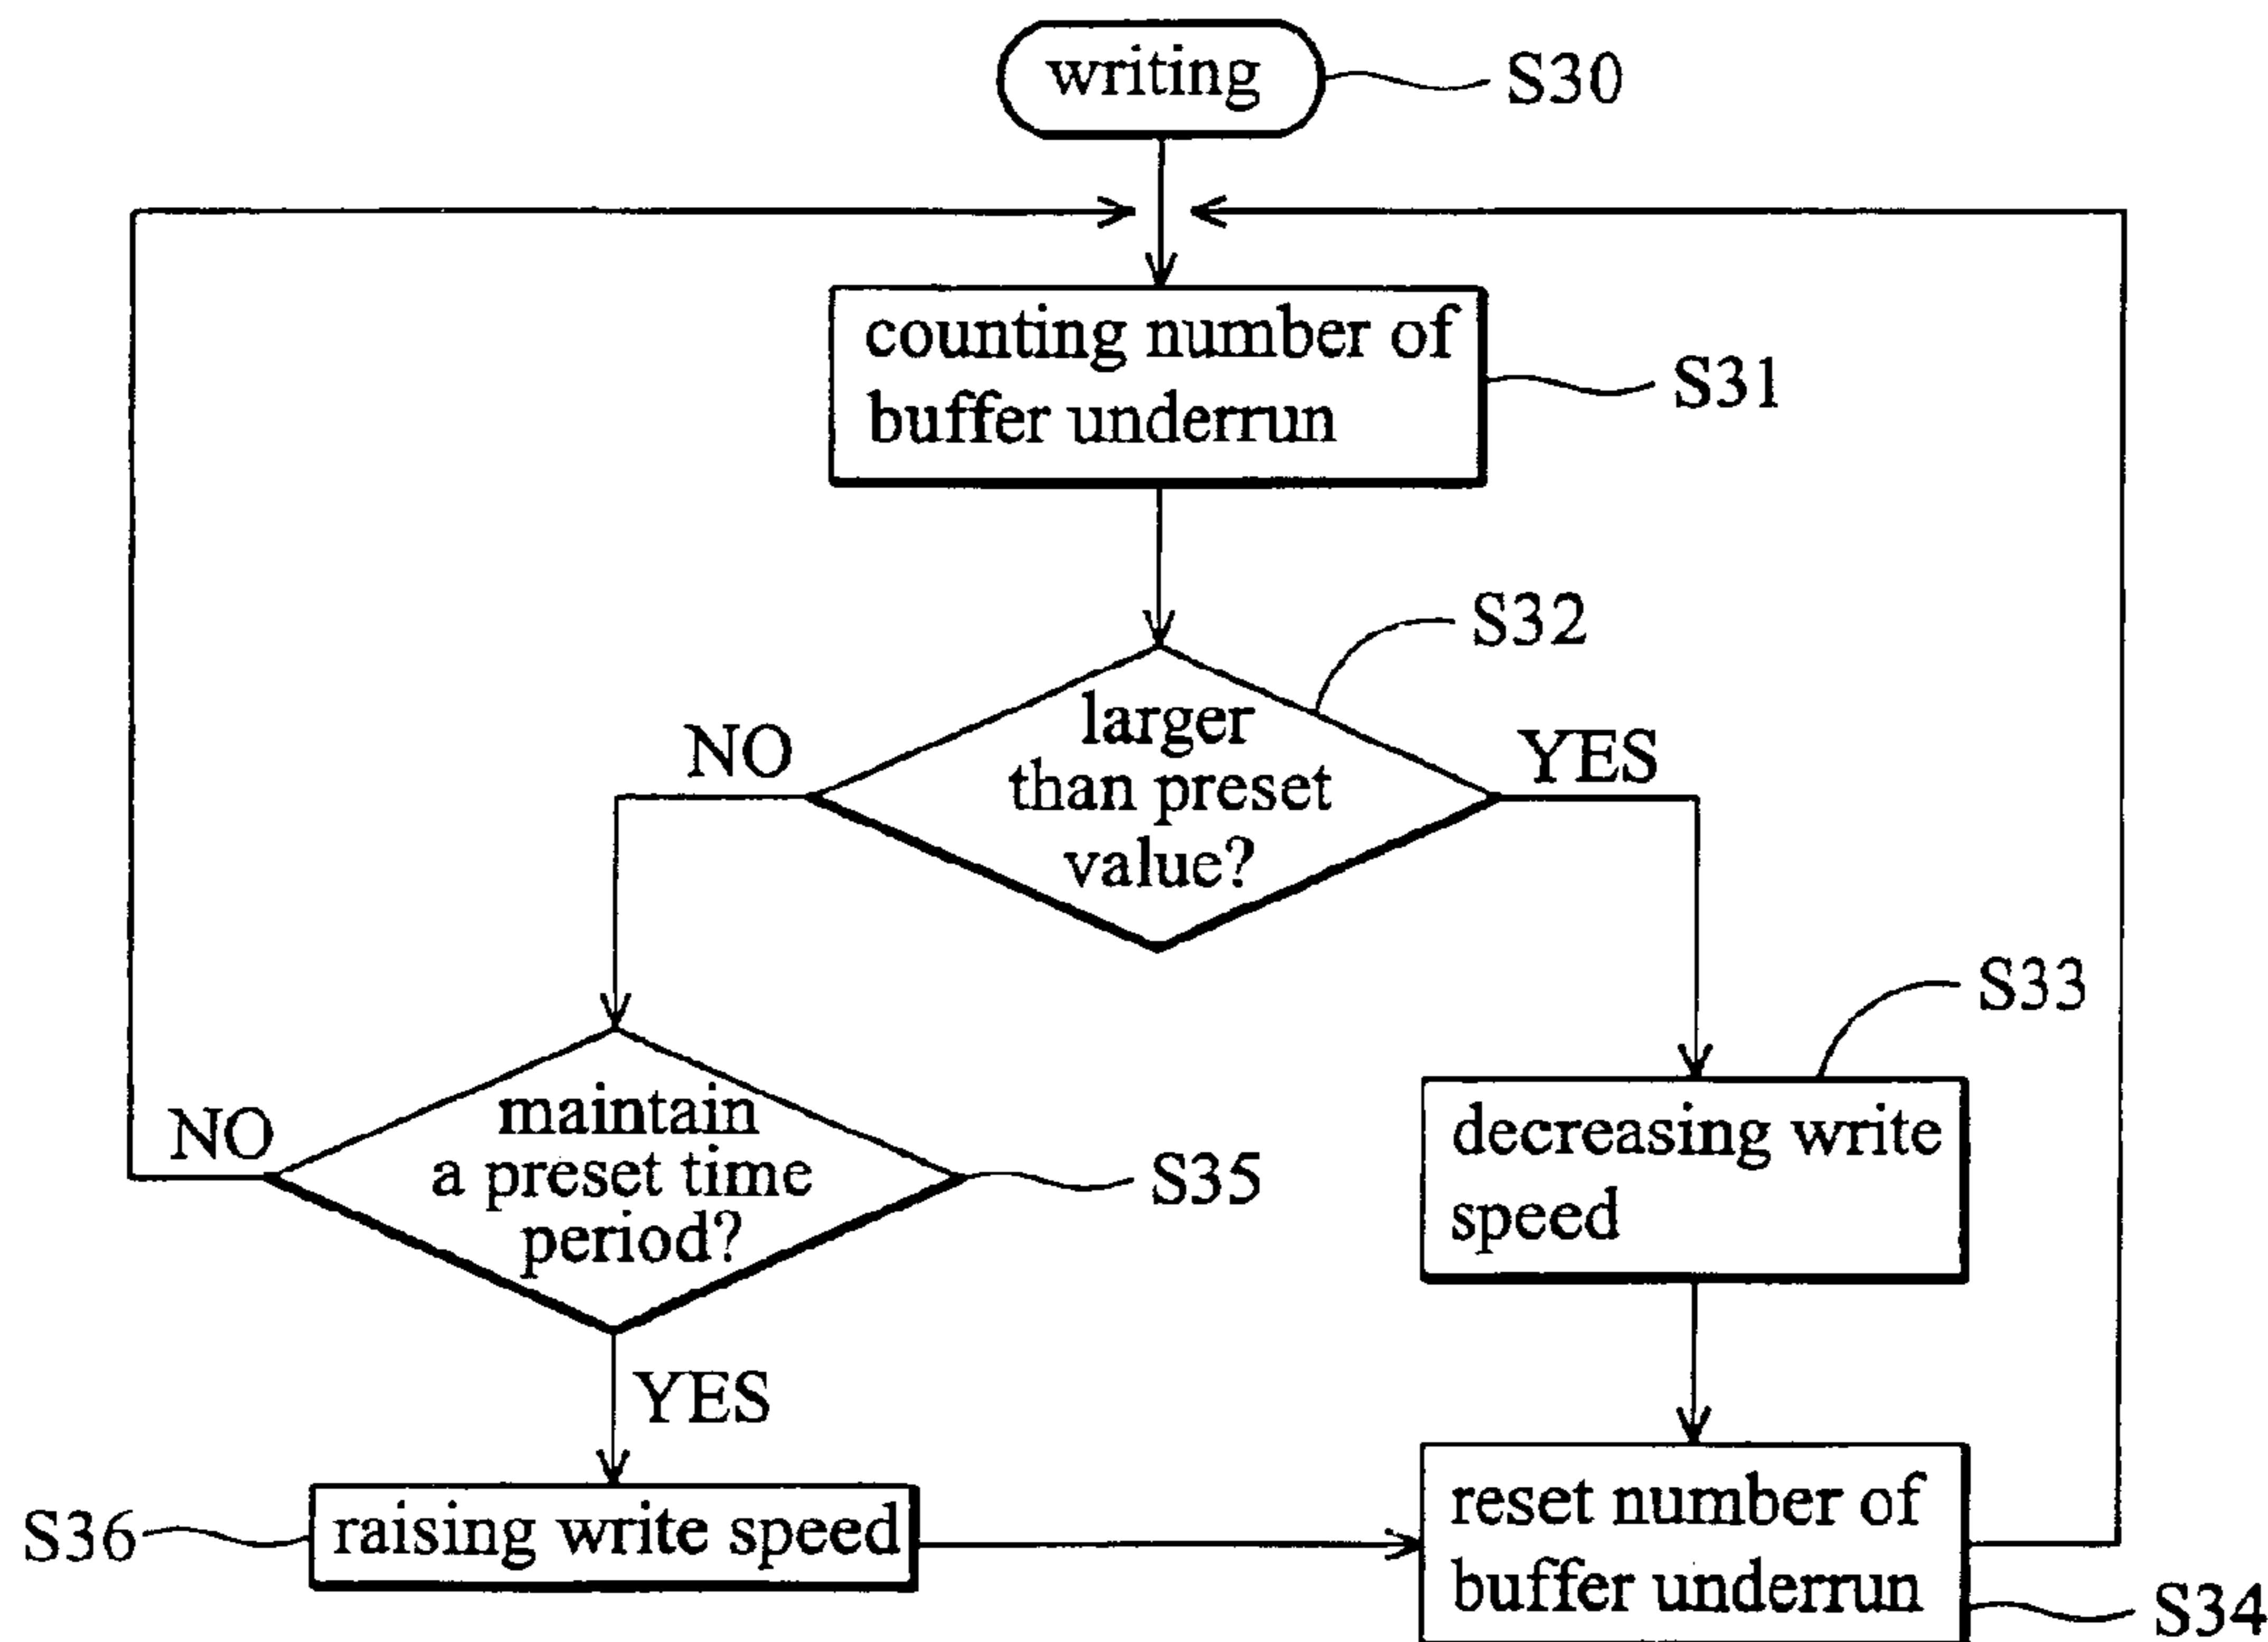 writing
S30
counting number of
buffer underrun
S31
S32
larger
than preset
value?
NO
YES
S33
maintain
a preset time
period?
NO
S35
decreasing write
speed
YES
S36
raising write speed
reset number of
buffer underrun
S34